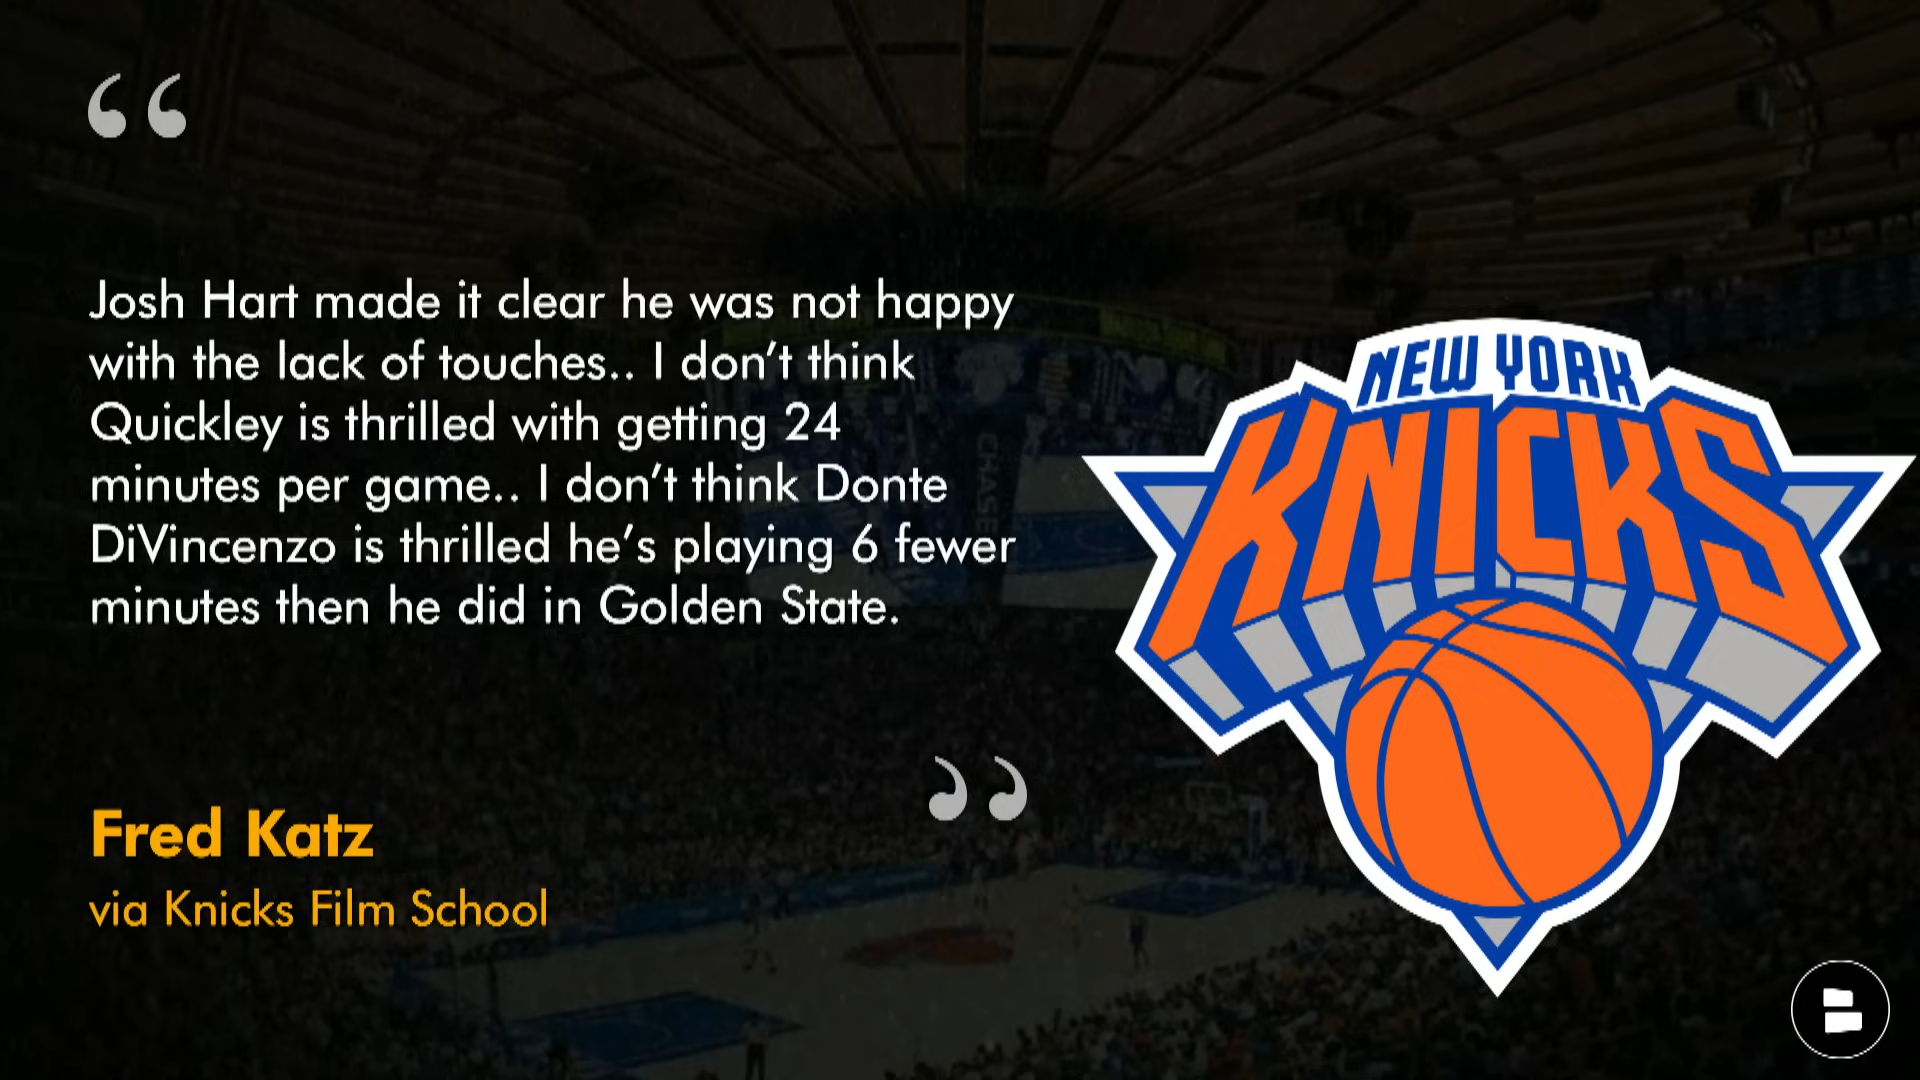 “
Josh Hart made it clear he was not happy
with the lack of touches.. I don’t think
Quickley is thrilled with getting 24
minutes per game.. I don’t think Donte
DiVincenzo is thrilled he’s playing 6 fewer
minutes then he did in Golden State.
”
Fred Katz
via Knicks Film School
NEW YORK
KNICKS
CHASE
B